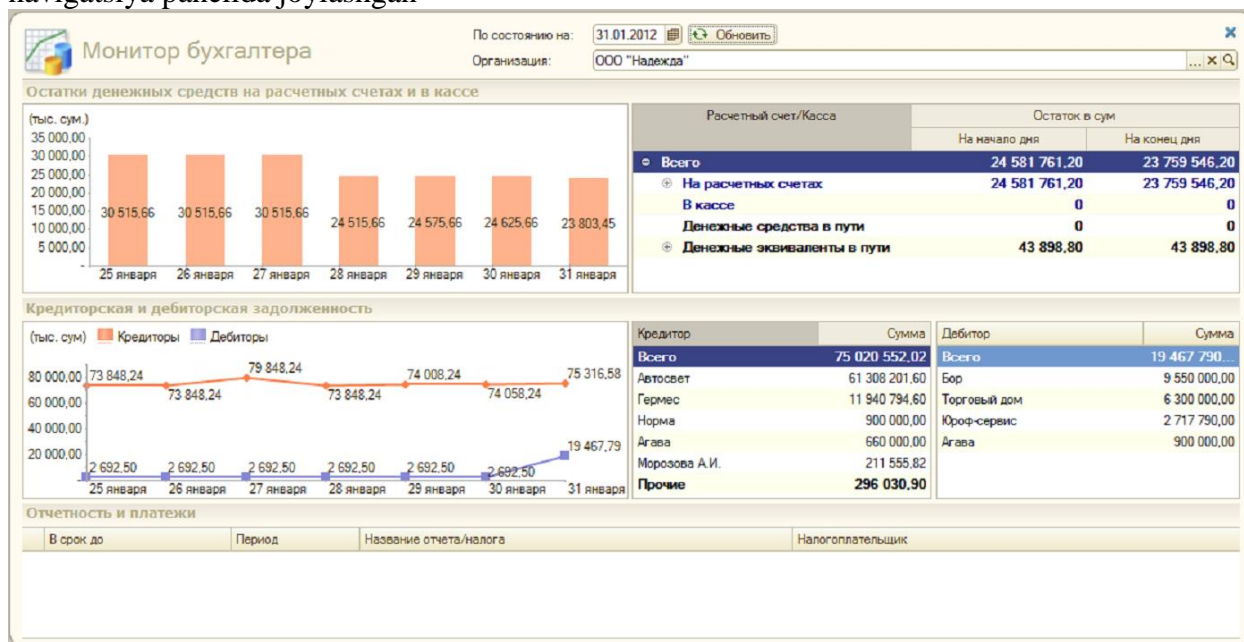 navigatsiya panelida joylashgan
Монитор бухгалтера
По состоянию на: 31.01.2012 Обновить
Организация: ООО "Надежда"
Остатки денежных средств на расчетных счетах и в кассе
(тыс. сум.)
35 000,00
30 000,00
25 000,00
20 000,00
15 000,00
10 000,00
5 000,00
-
30 515,66 30 515,66 30 515,66 24 515,66 24 575,66 24 625,66 23 803,45
25 января 26 января 27 января 28 января 29 января 30 января 31 января
Расчетный счет/Касса Остаток в сум
На начало дня На конец дня
Всего 24 581 761,20 23 759 546,20
На расчетных счетах 24 581 761,20 23 759 546,20
В кассе 0 0
Денежные средства в пути 0 0
Денежные эквиваленты в пути 43 898,80 43 898,80
Кредиторская и дебиторская задолженность
(тыс. сум) Кредиторы Дебиторы
80 000,00
60 000,00
40 000,00
20 000,00
73 848,24 73 848,24 79 848,24 73 848,24 74 008,24 74 058,24 75 316,58
2 692,50 2 692,50 2 692,50 2 692,50 2 692,50 2 692,50 19 467,79
25 января 26 января 27 января 28 января 29 января 30 января 31 января
Кредитор Сумма
Всего 75 020 552,02
Автосвет 61 308 201,60
Гермес 11 940 794,60
Норма 900 000,00
Агава 660 000,00
Морозова А.И. 211 555,82
Прочие 296 030,90
Дебитор Сумма
Всего 19 467 790...
Бор 9 550 000,00
Торговый дом 6 300 000,00
Юроф-сервис 2 717 790,00
Агава 900 000,00
Отчетность и платежи
В срок до Период Название отчета/налога Налогоплательщик